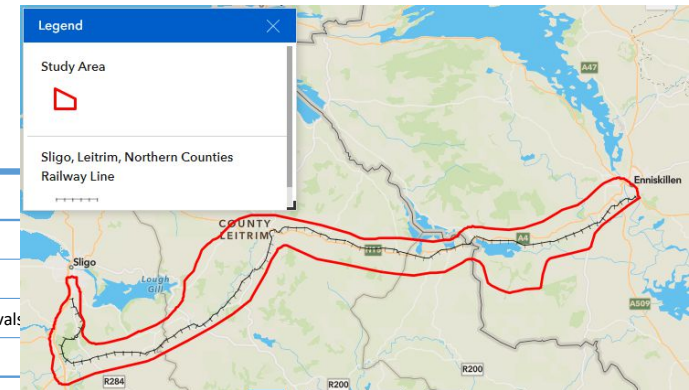 Legend
Study Area
Sligo, Leitrim, Northern Counties
Railway Line
A47
Enniskillen
COUNTY
LEITRIM
A4
Sligo
Lough
Gill
A509
vals
R284
R200
R200